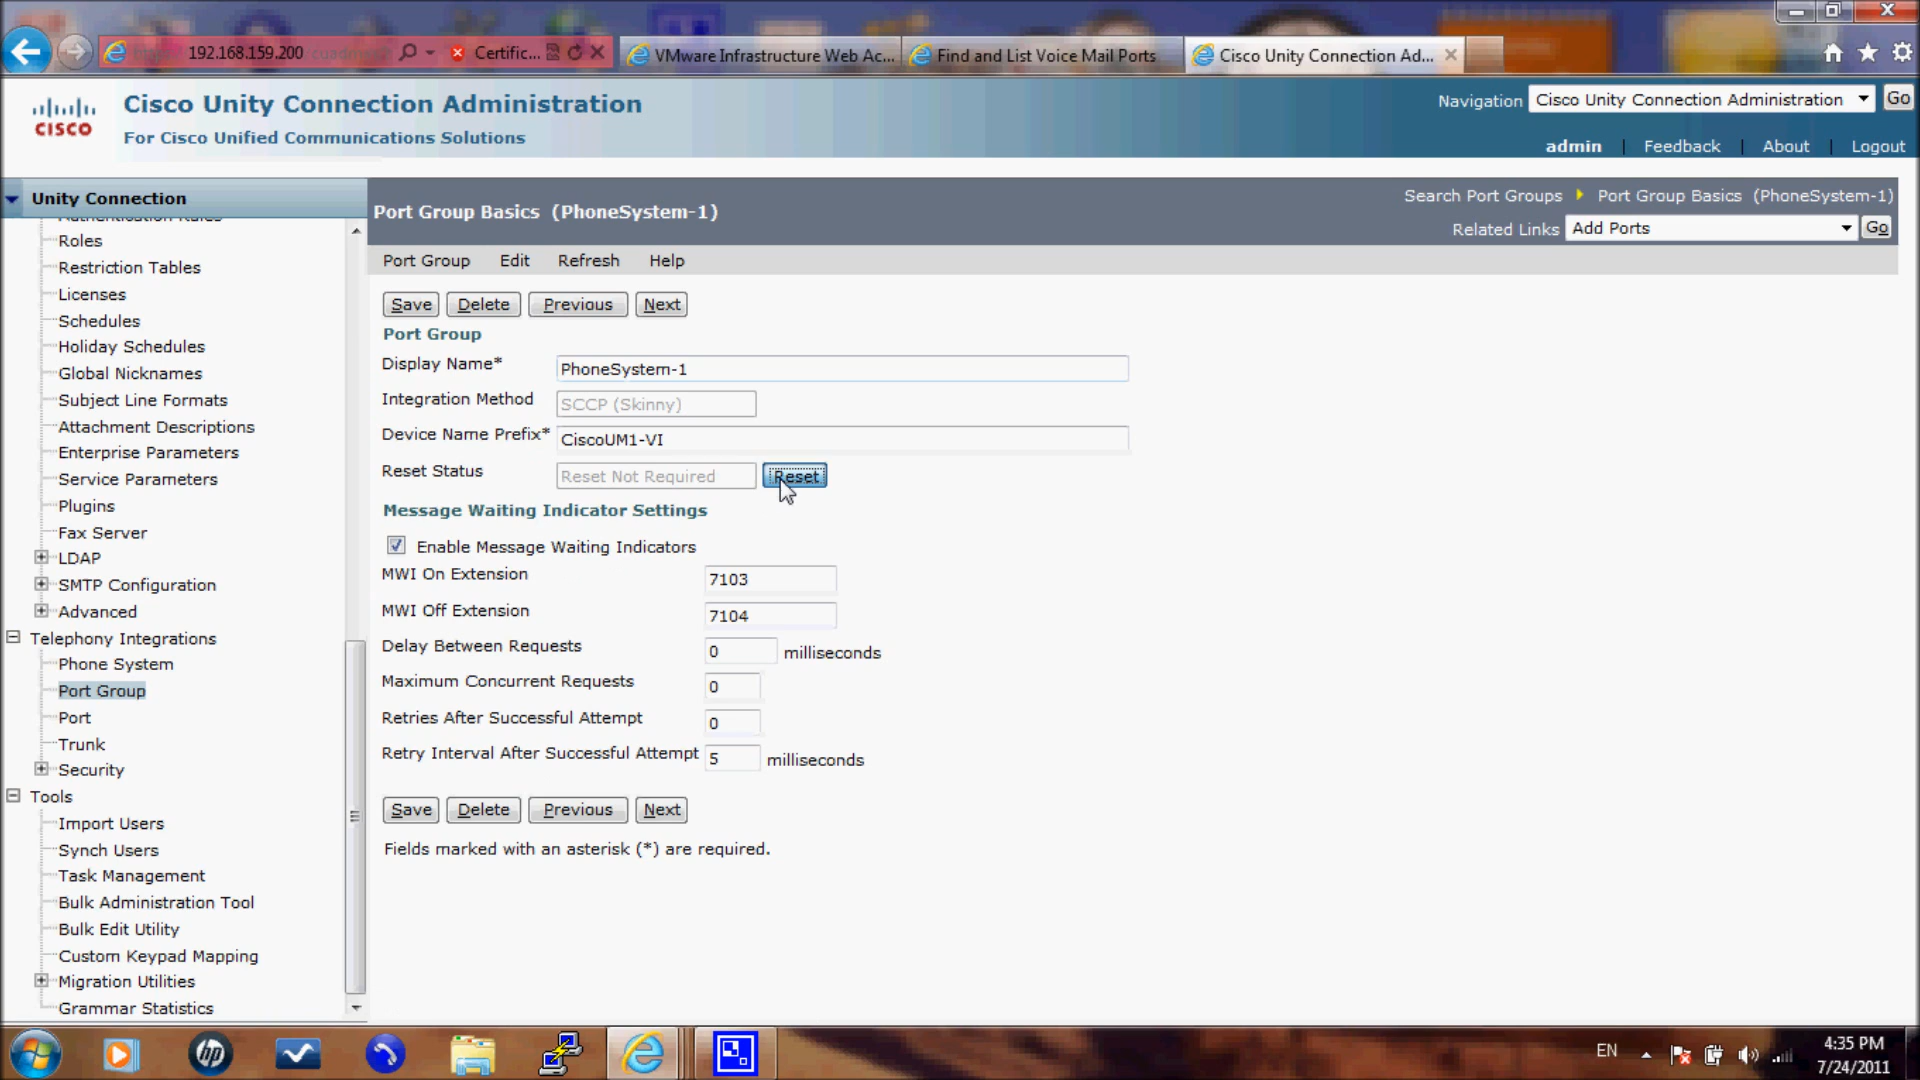 192.168.159.200
Certific...
VMware Infrastructure Web Ac...
Find and List Voice Mail Ports
Cisco Unity Connection Ad...
CISCO
Cisco Unity Connection Administration
For Cisco Unified Communications Solutions
Navigation Cisco Unity Connection Administration Go
admin | Feedback | About | Logout
Unity Connection
Roles
Restriction Tables
Licenses
Schedules
Holiday Schedules
Global Nicknames
Subject Line Formats
Attachment Descriptions
Enterprise Parameters
Service Parameters
Plugins
Fax Server
LDAP
SMTP Configuration
Advanced
Telephony Integrations
Phone System
Port Group
Port
Trunk
Security
Tools
Import Users
Synch Users
Task Management
Bulk Administration Tool
Bulk Edit Utility
Custom Keypad Mapping
Migration Utilities
Grammar Statistics
Port Group Basics (PhoneSystem-1)
Search Port Groups Port Group Basics (PhoneSystem-1)
Related Links Add Ports Go
Port Group Edit Refresh Help
Save Delete Previous Next
Port Group
Display Name* PhoneSystem-1
Integration Method SCCP (Skinny)
Device Name Prefix* CiscoUM1-VI
Reset Status Reset Not Required Reset
Message Waiting Indicator Settings
Enable Message Waiting Indicators
MWI On Extension 7103
MWI Off Extension 7104
Delay Between Requests 0 milliseconds
Maximum Concurrent Requests 0
Retries After Successful Attempt 0
Retry Interval After Successful Attempt 5 milliseconds
Save Delete Previous Next
Fields marked with an asterisk (*) are required.
hp
EN
4:35 PM
7/24/2011